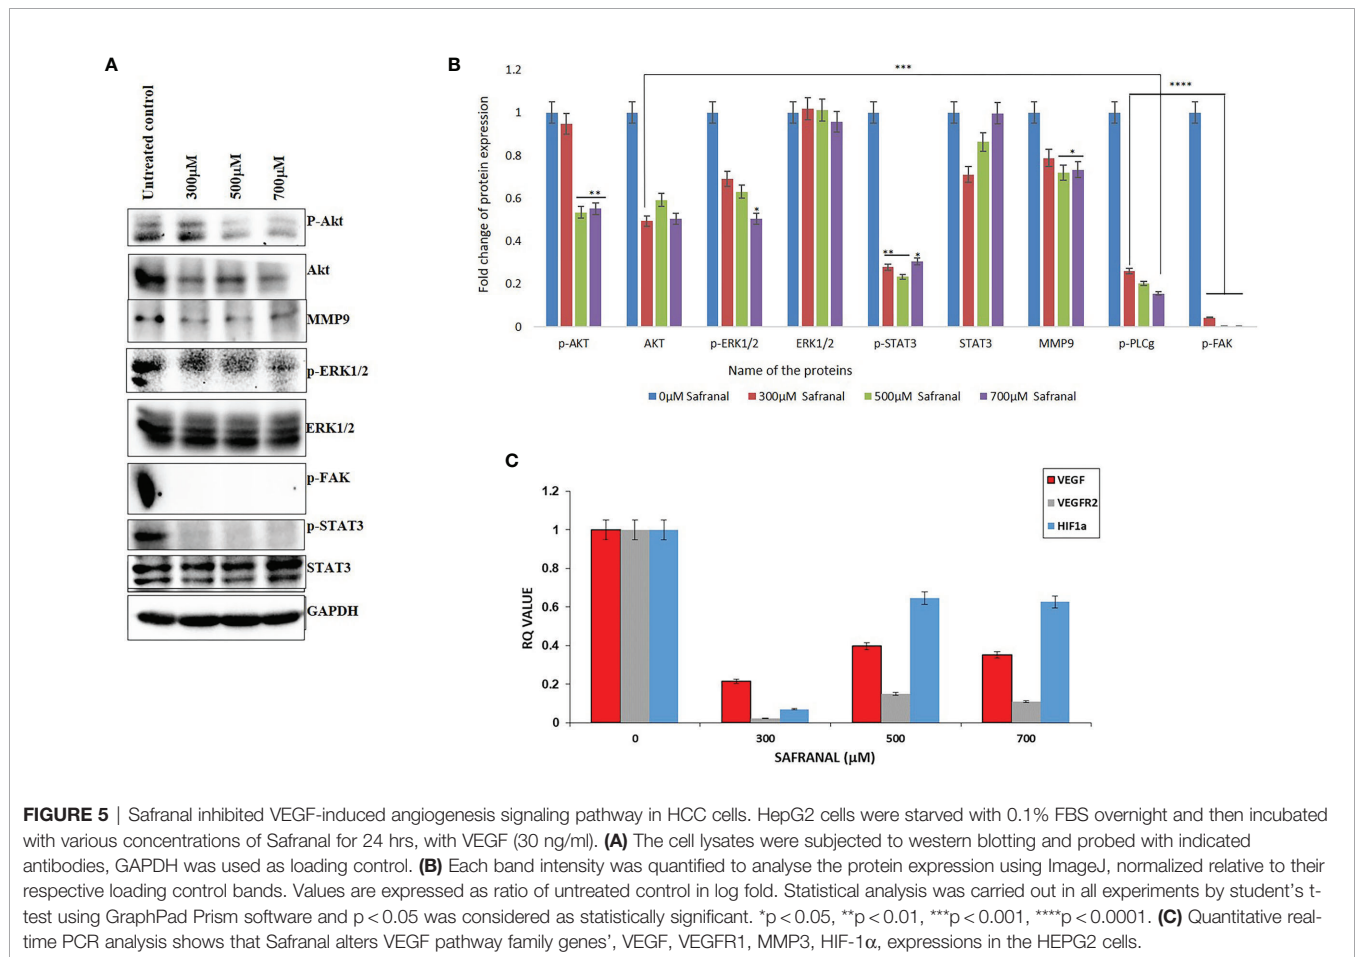 A
Untreated control
300µM
500µM
700µM
P-Akt
Akt
MMP9
p-ERK1/2
ERK1/2
p-FAK
p-STAT3
STAT3
GAPDH
B
Fold change of protein expression
1.2
1
0.8
0.6
0.4
0.2
0
**
*
**
*
*
***
****
p-AKT AKT p-ERK1/2 ERK1/2 p-STAT3 STAT3 MMP9 p-PLCg p-FAK
Name of the proteins
0µM Safranal 300µM Safranal 500µM Safranal 700µM Safranal
C
VEGF
VEGFR2
HIF1a
RQ VALUE
1.2
1
0.8
0.6
0.4
0.2
0
0 300 500 700
SAFRANAL (µM)
FIGURE 5 | Safranal inhibited VEGF-induced angiogenesis signaling pathway in HCC cells. HepG2 cells were starved with 0.1% FBS overnight and then incubated
with various concentrations of Safranal for 24 hrs, with VEGF (30 ng/ml). (A) The cell lysates were subjected to western blotting and probed with indicated
antibodies, GAPDH was used as loading control. (B) Each band intensity was quantified to analyse the protein expression using ImageJ, normalized relative to their
respective loading control bands. Values are expressed as ratio of untreated control in log fold. Statistical analysis was carried out in all experiments by student's t-
test using GraphPad Prism software and p < 0.05 was considered as statistically significant. *p < 0.05, **p < 0.01, ***p < 0.001, ****p < 0.0001. (C) Quantitative real-
time PCR analysis shows that Safranal alters VEGF pathway family genes', VEGF, VEGFR1, MMP3, HIF-1α, expressions in the HEPG2 cells.